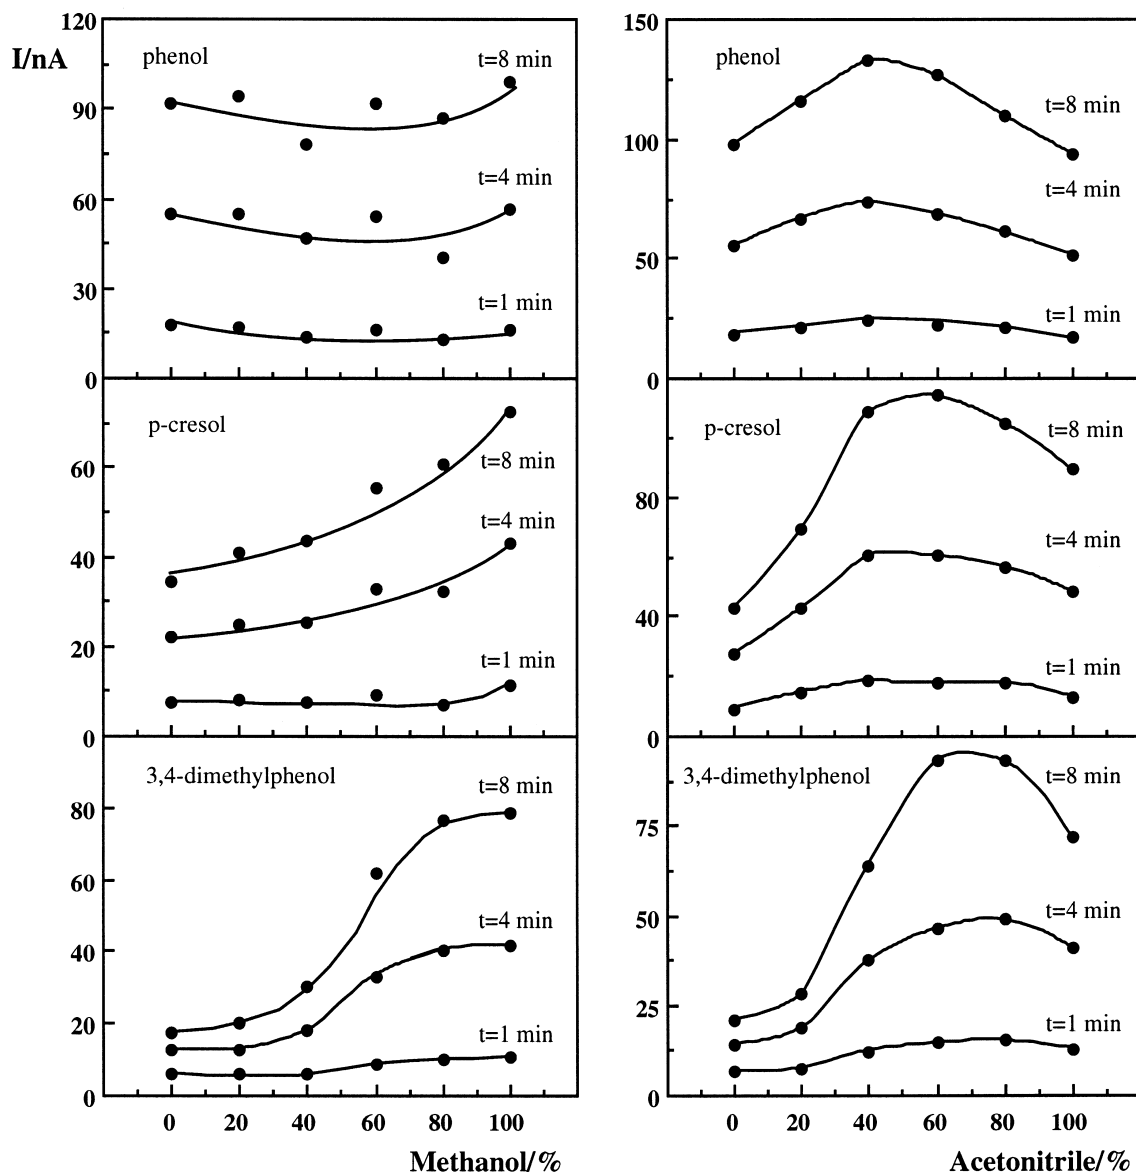 120
I/nA
phenol
t=8 min
90
t=4 min
60
30
t=1 min
0
150
phenol
t=8 min
100
t=4 min
50
t=1 min
0
p-cresol
60
t=8 min
t=4 min
40
20
t=1 min
0
p-cresol
t=8 min
80
t=4 min
40
t=1 min
0
3,4-dimethylphenol
t=8 min
80
60
t=4 min
40
20
t=1 min
0
0 20 40 60 80 100
Methanol/%
3,4-dimethylphenol
t=8 min
75
t=4 min
50
25
t=1 min
0
0 20 40 60 80 100
Acetonitrile/%